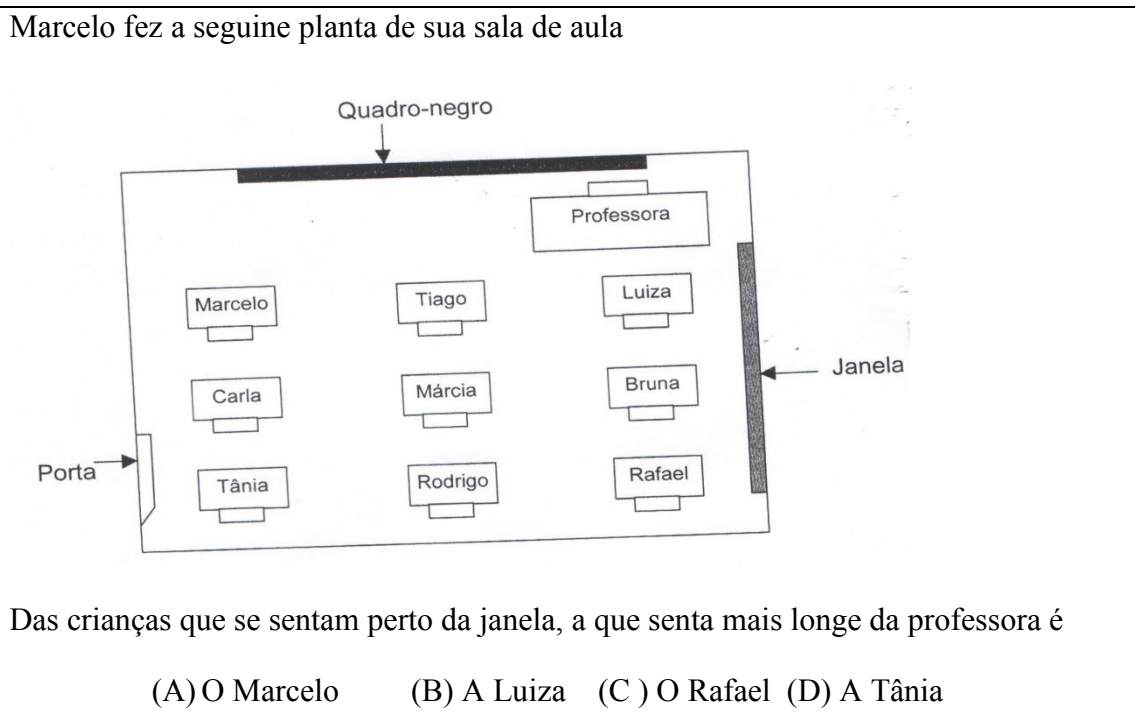 Marcelo fez a seguine planta de sua sala de aula
Quadro-negro
Professora
Marcelo
Tiago
Luiza
Janela
Carla
Márcia
Bruna
Porta
Tânia
Rodrigo
Rafael
Das crianças que se sentam perto da janela, a que senta mais longe da professora é
(A) O Marcelo (B) A Luiza (C ) O Rafael (D) A Tânia